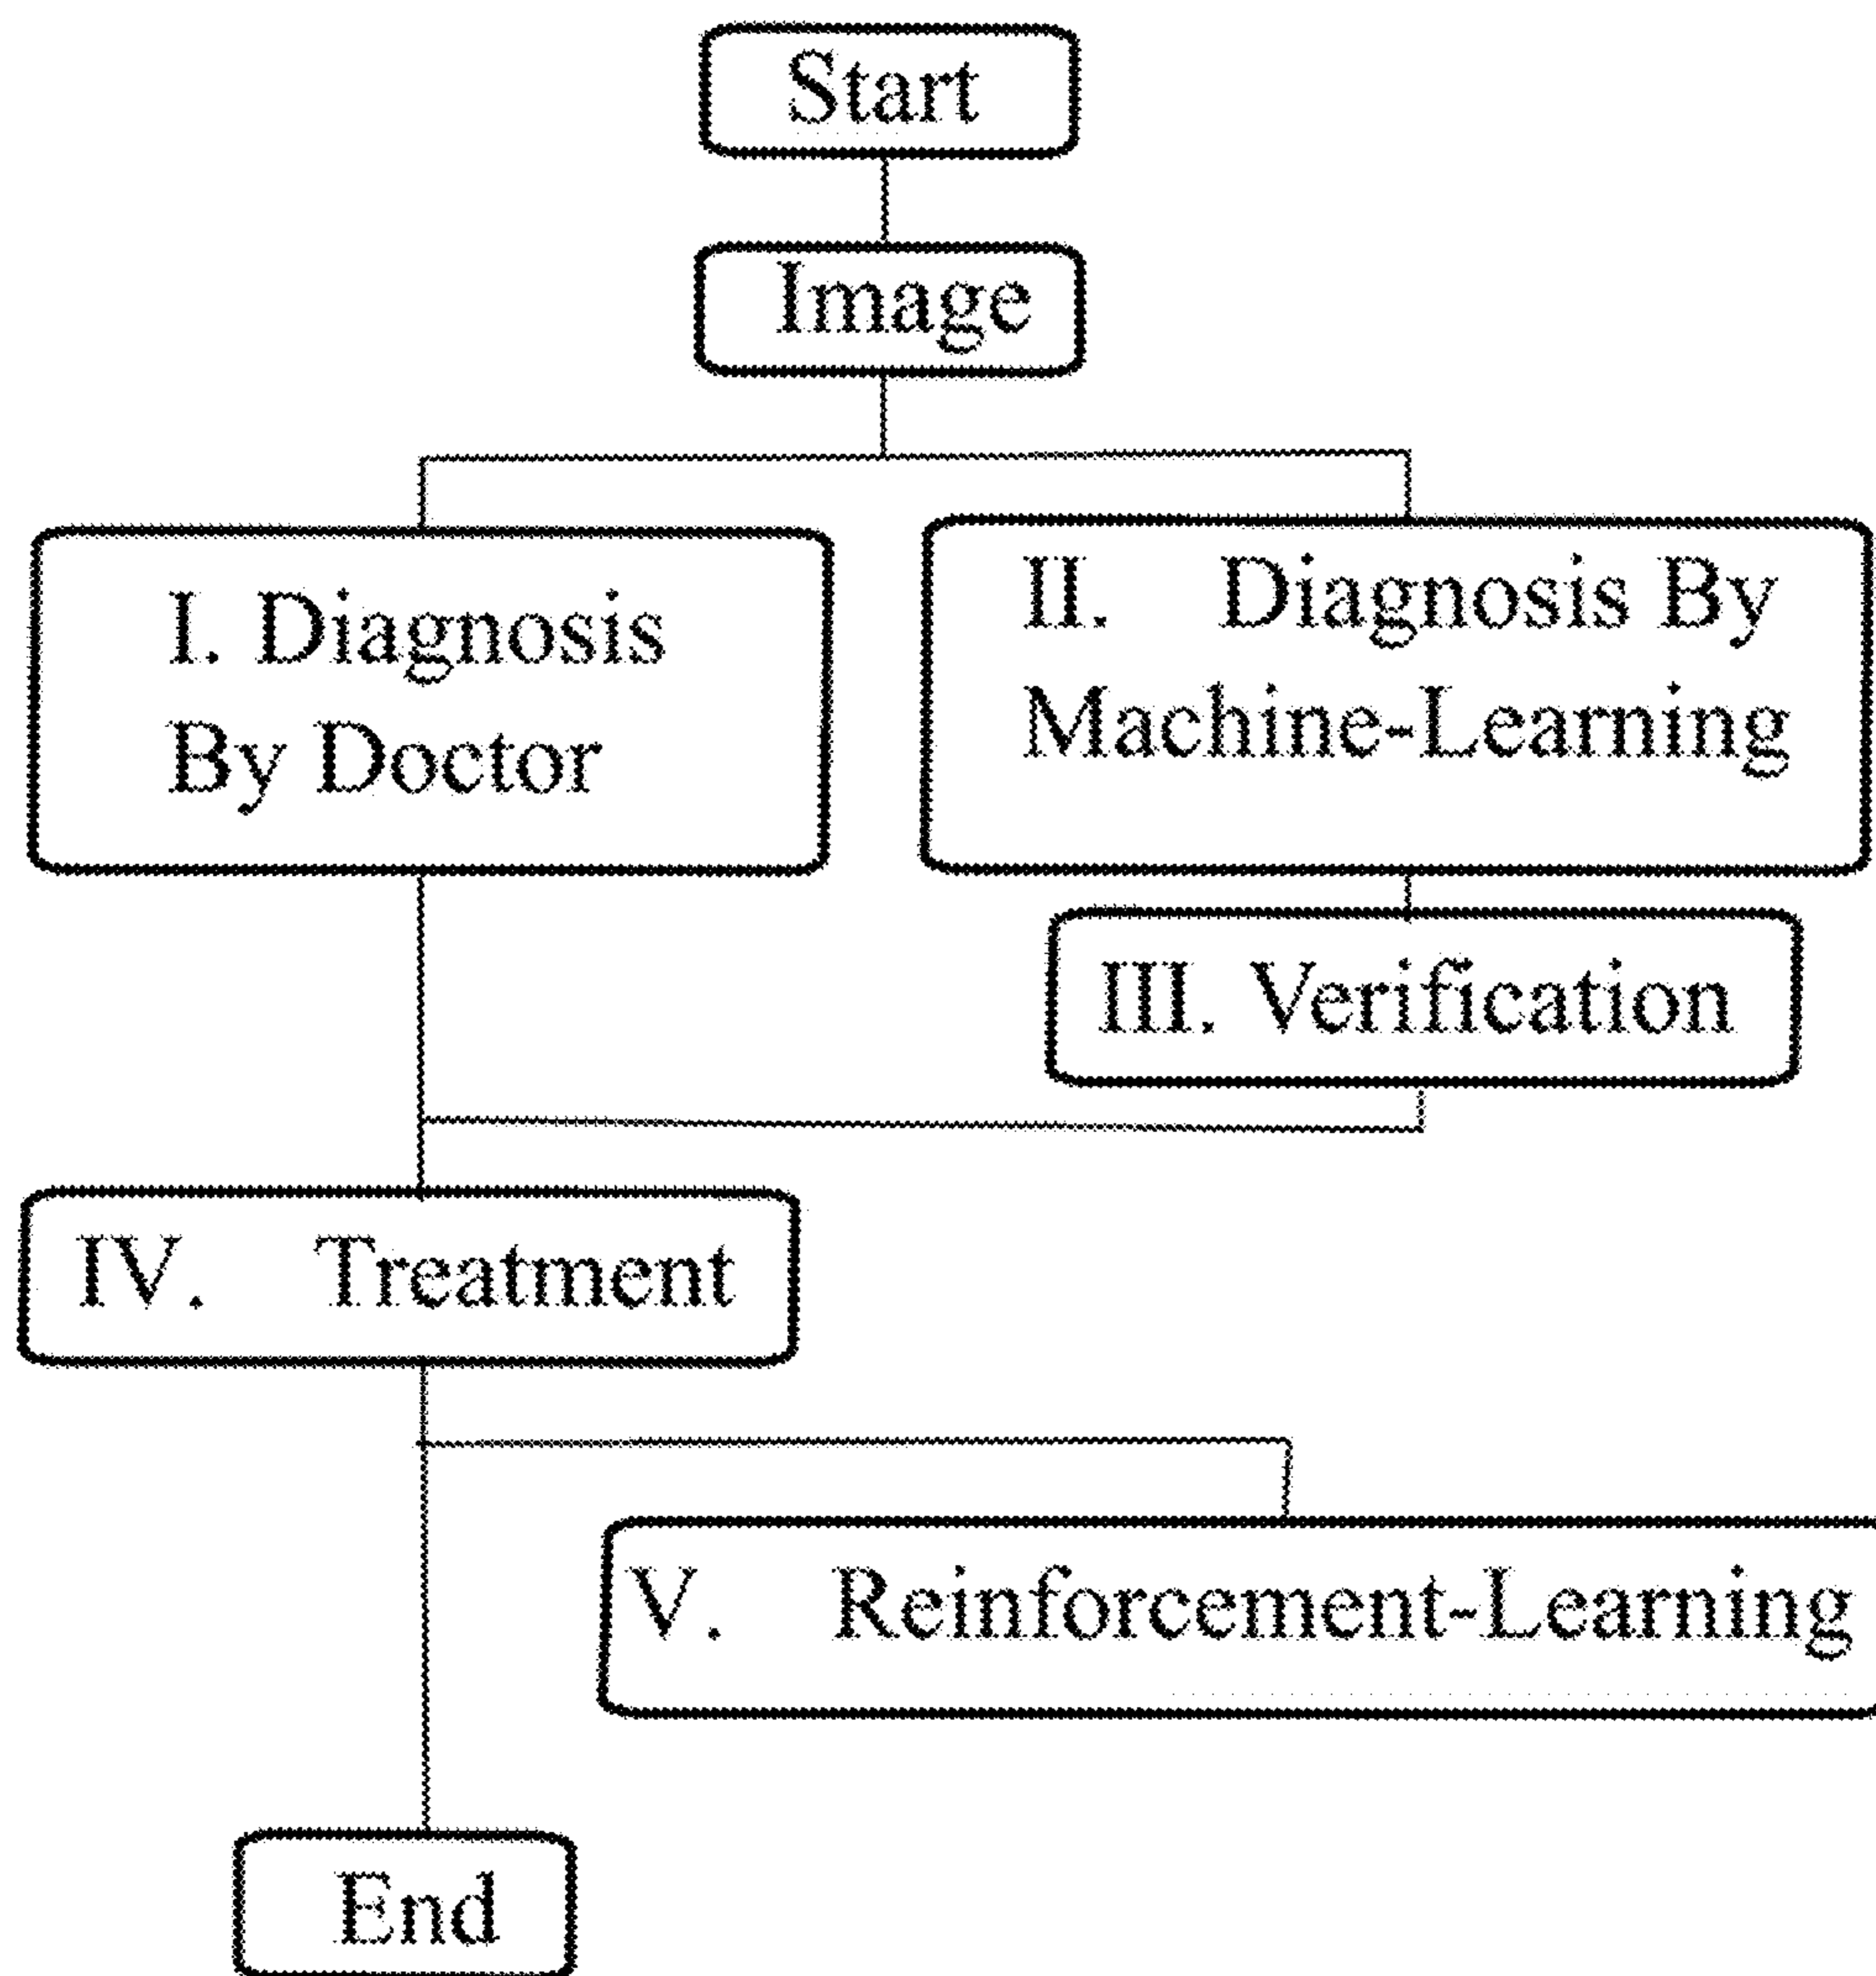 Start
Image
I. Diagnosis
By Doctor
II. Diagnosis By
Machine-Learning
III. Verification
IV. Treatment
V. Reinforcement-Learning
End